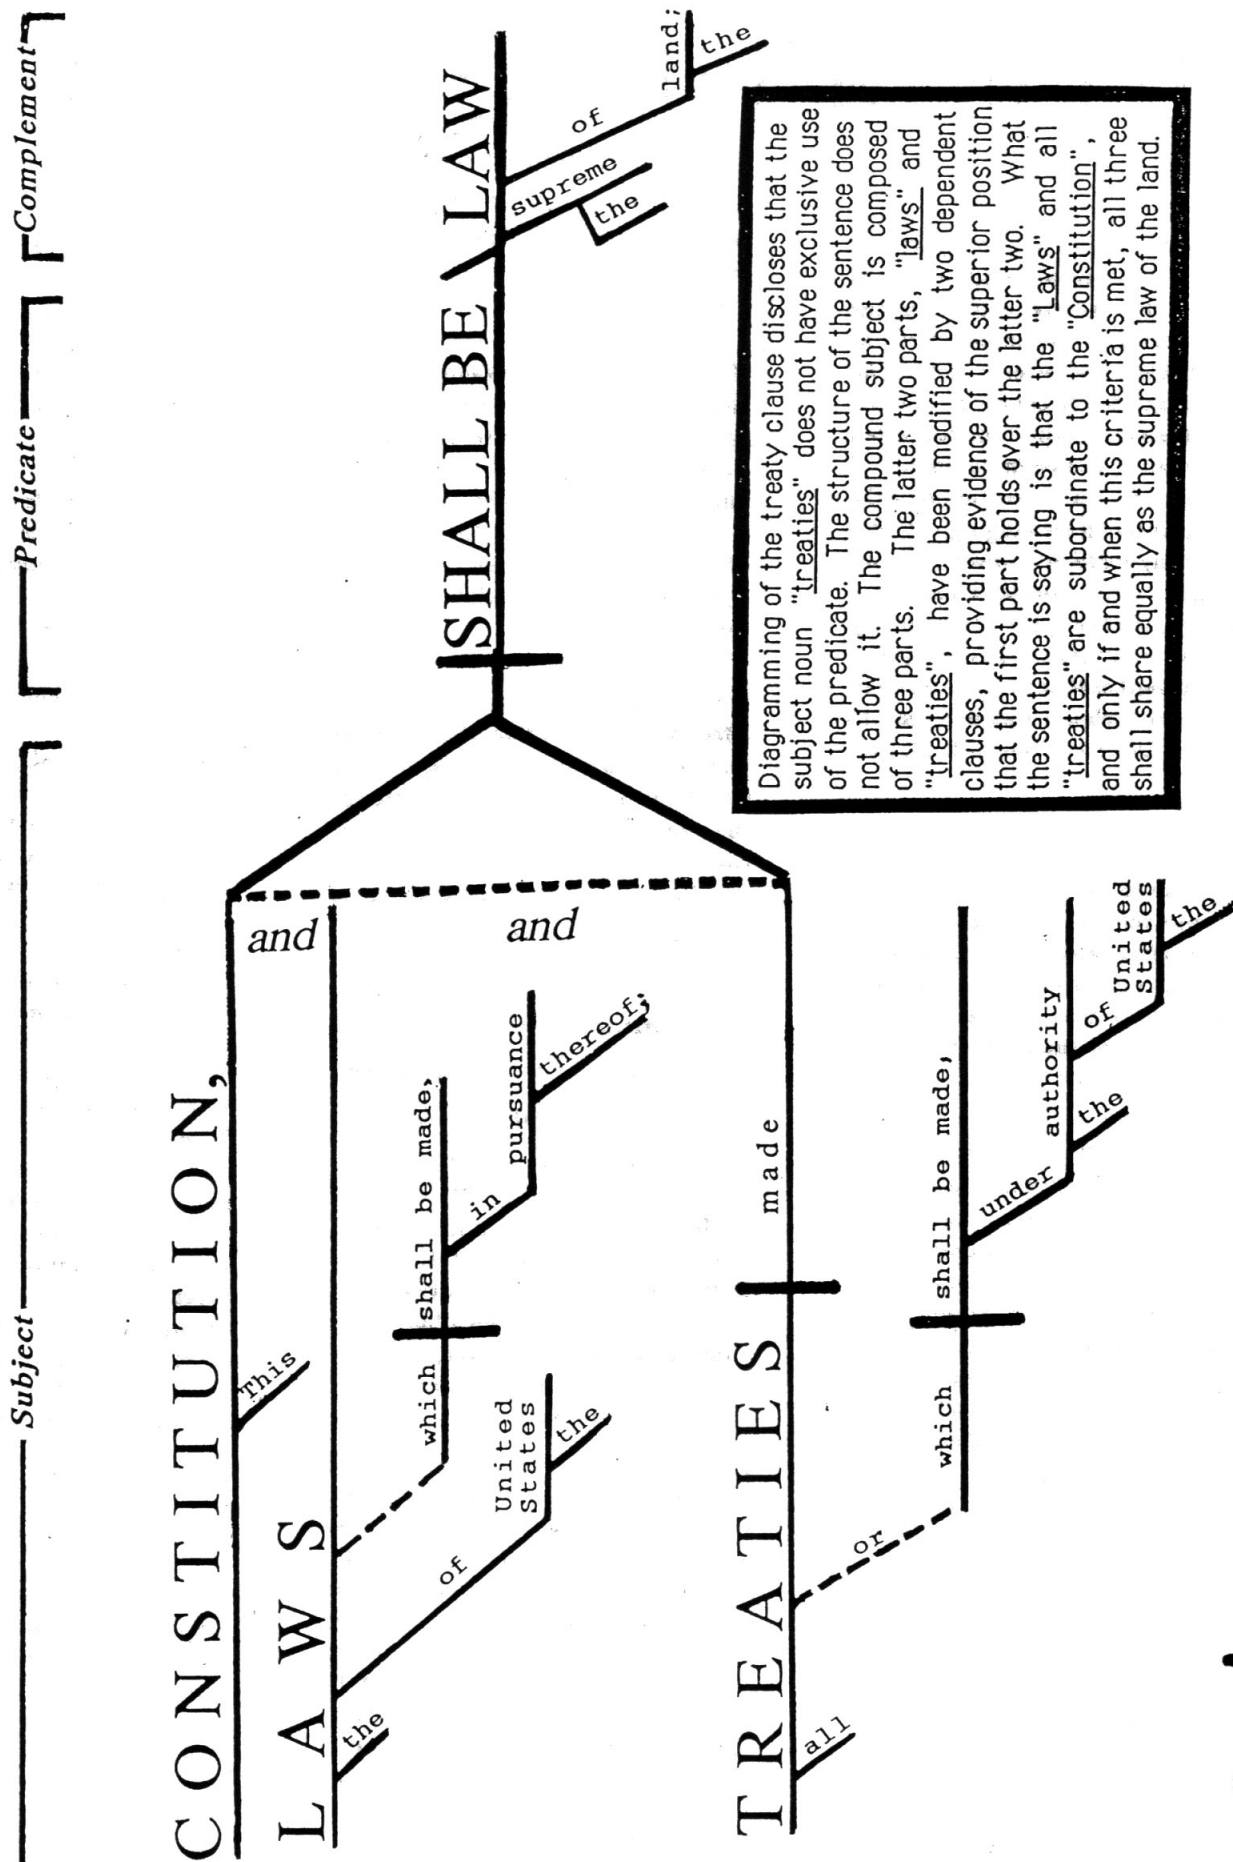 Subject
Predicate
Complement
CONSTITUTION,
This
and
LAWS
the
of
United
States
the
which
shall be made,
in
pursuance
thereof;
and
TREATIES
made
all
or
which
shall be made,
under
authority
the
of
United
States
the
SHALL BE
LAW
supreme
the
of
land;
the
Diagramming of the treaty clause discloses that the
subject noun "treaties" does not have exclusive use
of the predicate. The structure of the sentence does
not allow it. The compound subject is composed
of three parts. The latter two parts, "laws" and
"treaties", have been modified by two dependent
clauses, providing evidence of the superior position
that the first part holds over the latter two. What
the sentence is saying is that the "Laws" and all
"treaties" are subordinate to the "Constitution",
and only if and when this criteria is met, all three
shall share equally as the supreme law of the land.